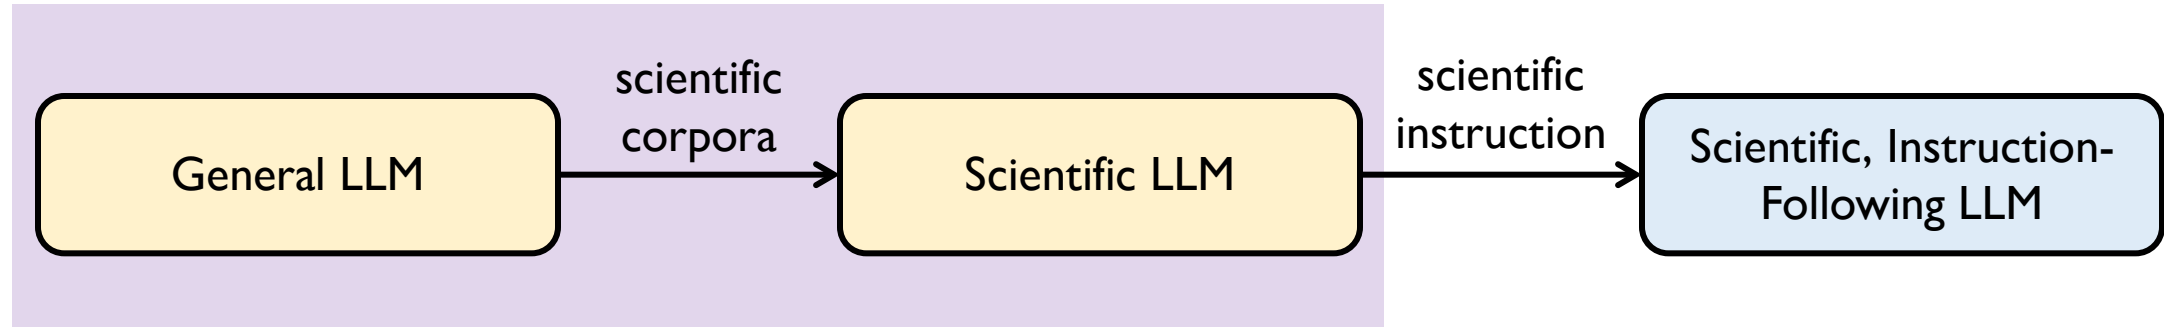 General LLM
scientific
corpora
Scientific LLM
scientific
instruction
Scientific, Instruction-
Following LLM